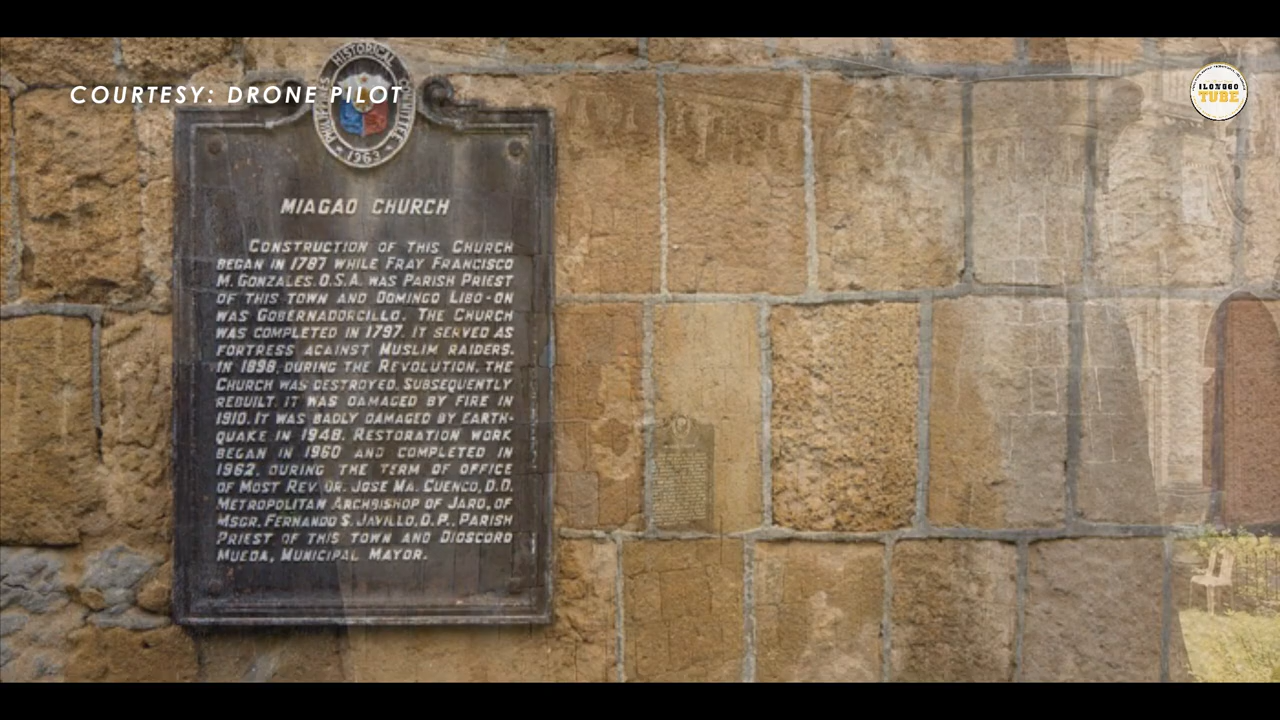 COURTESY: DRONE PILOT
ILONGGO
TUBE
PHILIPPINES HISTORICAL COMMITTEE
1963
MIAGAO CHURCH
CONSTRUCTION OF THIS CHURCH
BEGAN IN 1787 WHILE FRAY FRANCISCO
M. GONZALES, O.S.A. WAS PARISH PRIEST
OF THIS TOWN AND DOMINGO LIBO-ON
WAS GOBERNADORCILLO. THE CHURCH
WAS COMPLETED IN 1797. IT SERVED AS
FORTRESS AGAINST MUSLIM RAIDERS.
IN 1898, DURING THE REVOLUTION, THE
CHURCH WAS DESTROYED. SUBSEQUENTLY
REBUILT, IT WAS DAMAGED BY FIRE IN
1910. IT WAS BADLY DAMAGED BY EARTH-
QUAKE IN 1948. RESTORATION WORK
BEGAN IN 1960 AND COMPLETED IN
1962, DURING THE TERM OF OFFICE
OF MOST REV. DR. JOSE MA. CUENCO, D.D.
METROPOLITAN ARCHBISHOP OF JARO, OF
MSGR. FERNANDO S. JAVILLO, D.P., PARISH
PRIEST OF THIS TOWN AND DIOSCORO
MUEDA, MUNICIPAL MAYOR.